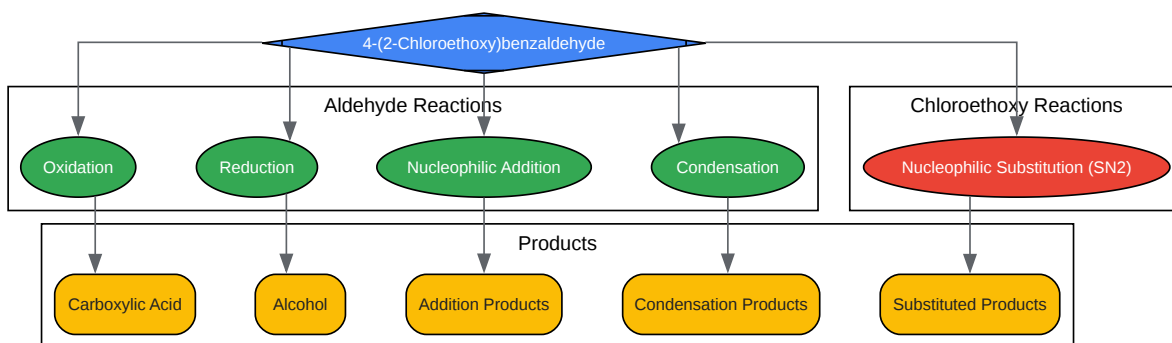 4-(2-Chloroethoxy)benzaldehyde
Aldehyde Reactions
Chloroethoxy Reactions
Oxidation
Reduction
Nucleophilic Addition
Condensation
Nucleophilic Substitution (SN2)
Products
Carboxylic Acid
Alcohol
Addition Products
Condensation Products
Substituted Products